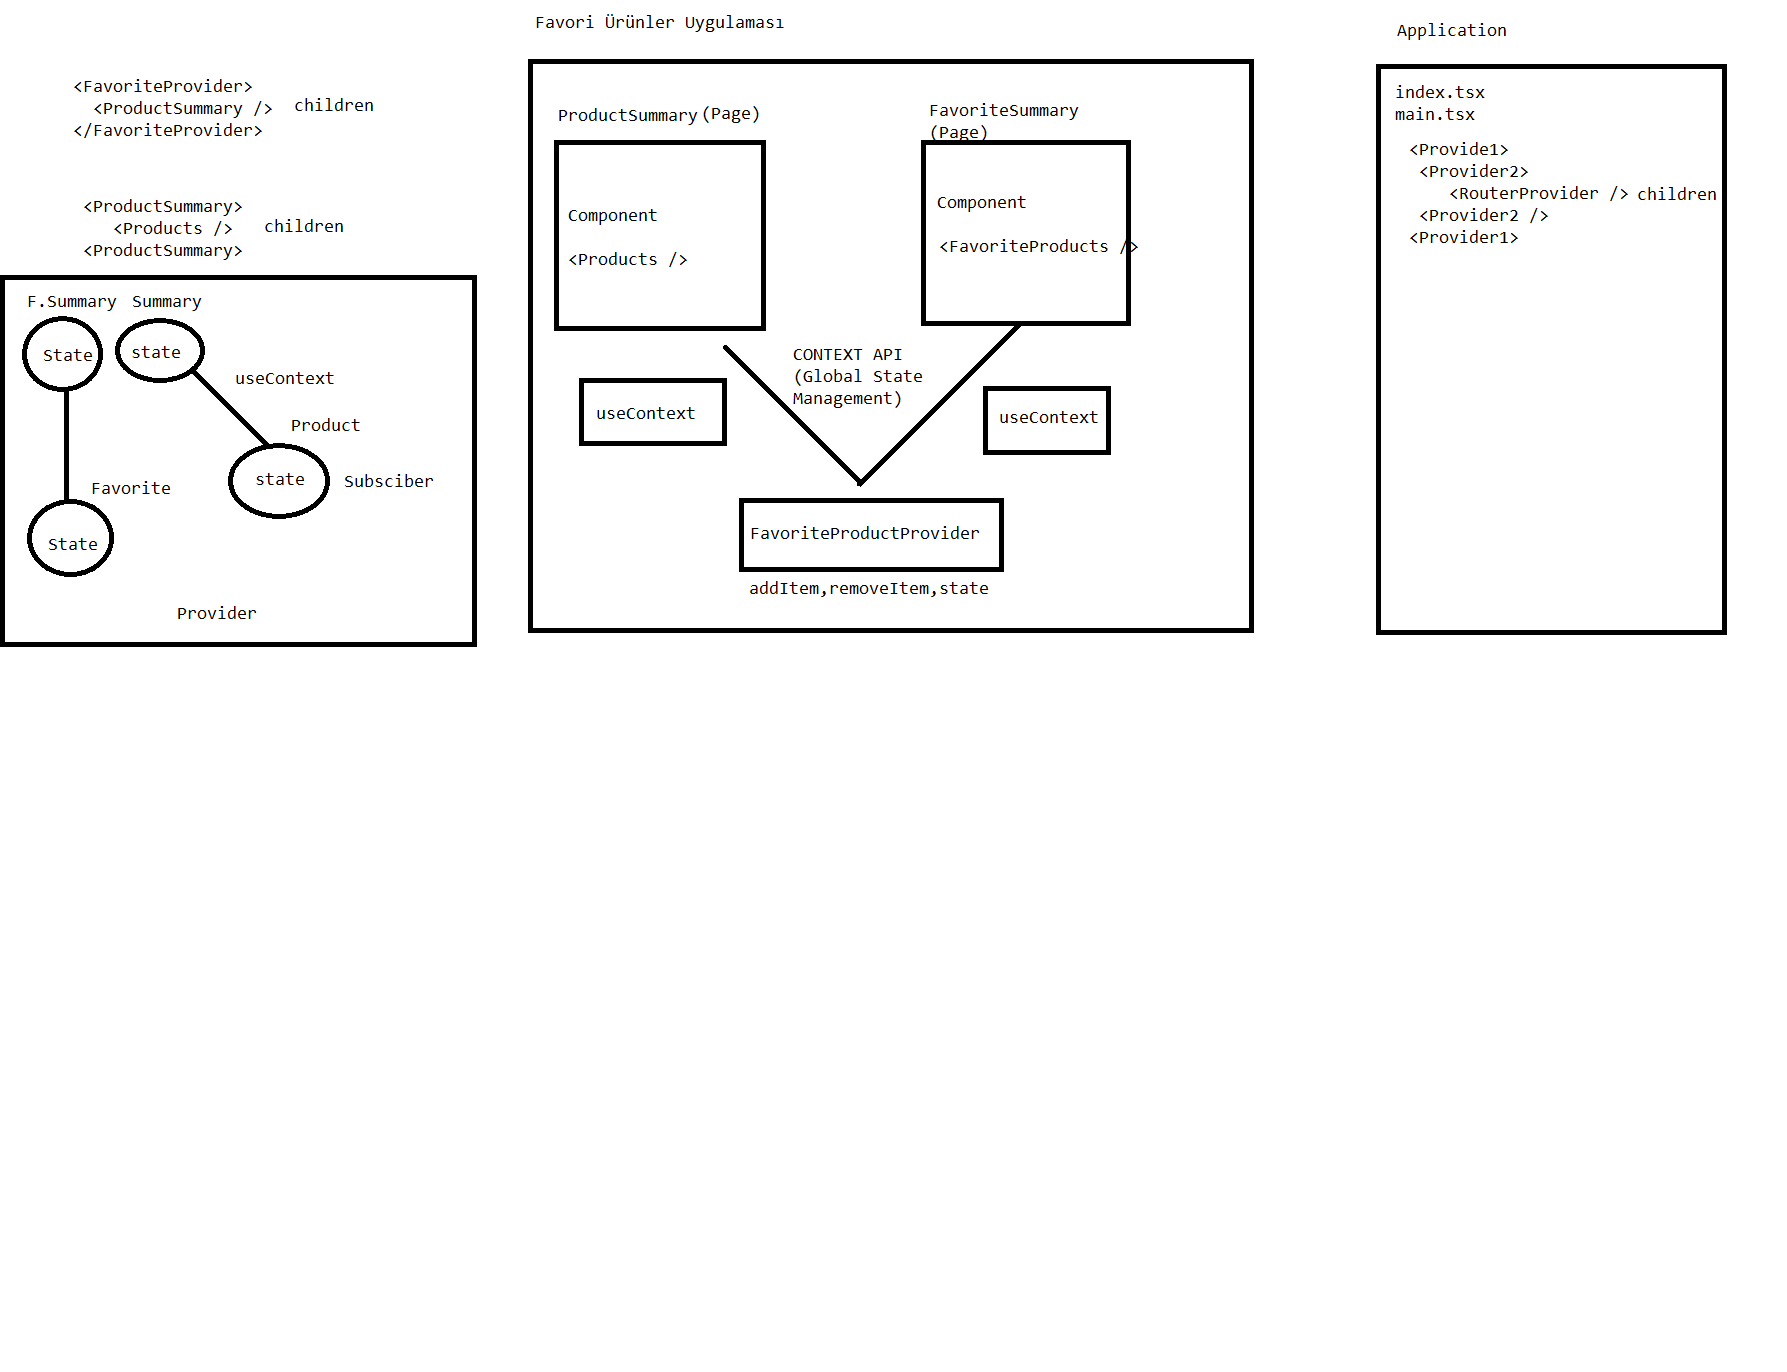 <FavoriteProvider>
<ProductSummary /> children
</FavoriteProvider>
<ProductSummary>
<Products /> children
<ProductSummary>
F.Summary Summary
State state
useContext
Product
state Subsciber
Favorite
State
Provider
Favori Ürünler Uygulaması
ProductSummary (Page)
Component
<Products />
FavoriteSummary
(Page)
Component
<FavoriteProducts />
CONTEXT API
(Global State
Management)
useContext
useContext
FavoriteProductProvider
addItem,removeItem,state
Application
index.tsx
main.tsx
<Provide1>
<Provider2>
<RouterProvider /> children
<Provider2 />
<Provider1>